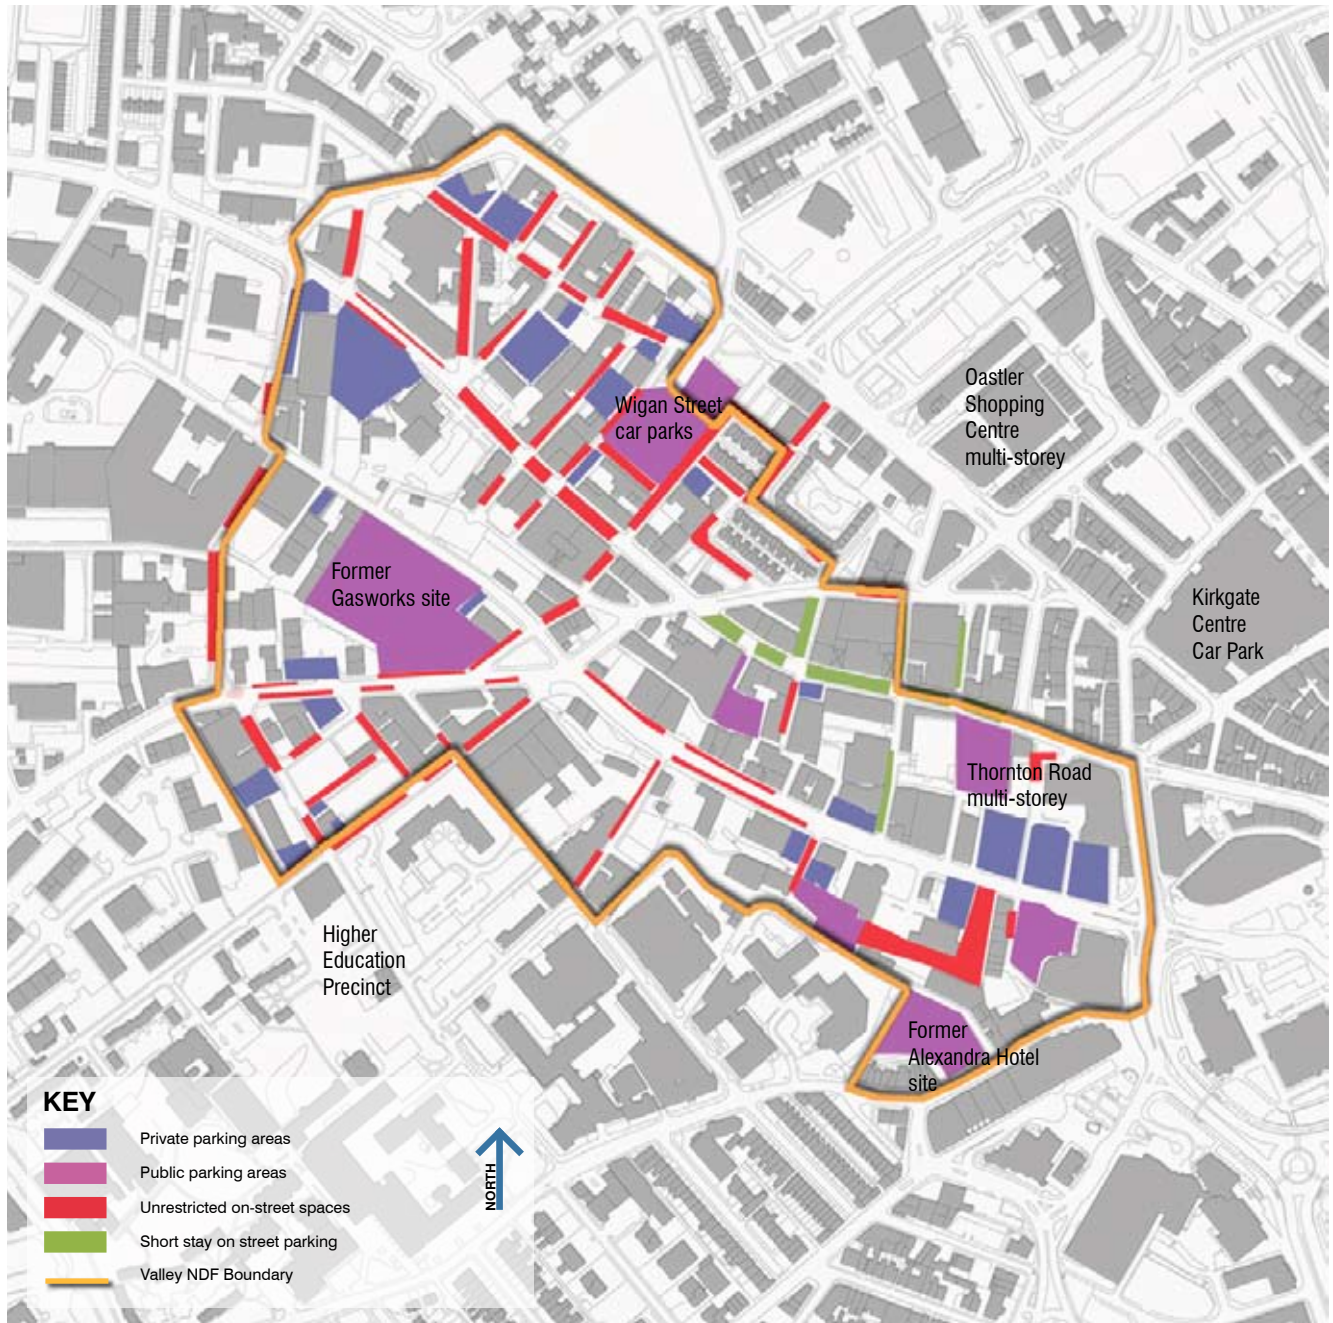 Oastler
Shopping
Centre
multi-storey
Wigan Street
car parks
Former
Gasworks site
Kirkgate
Centre
Car Park
Thornton Road
multi-storey
Higher
Education
Precinct
Former
Alexandra Hotel
site
KEY
Private parking areas
Public parking areas
Unrestricted on-street spaces
Short stay on street parking
Valley NDF Boundary
NORTH